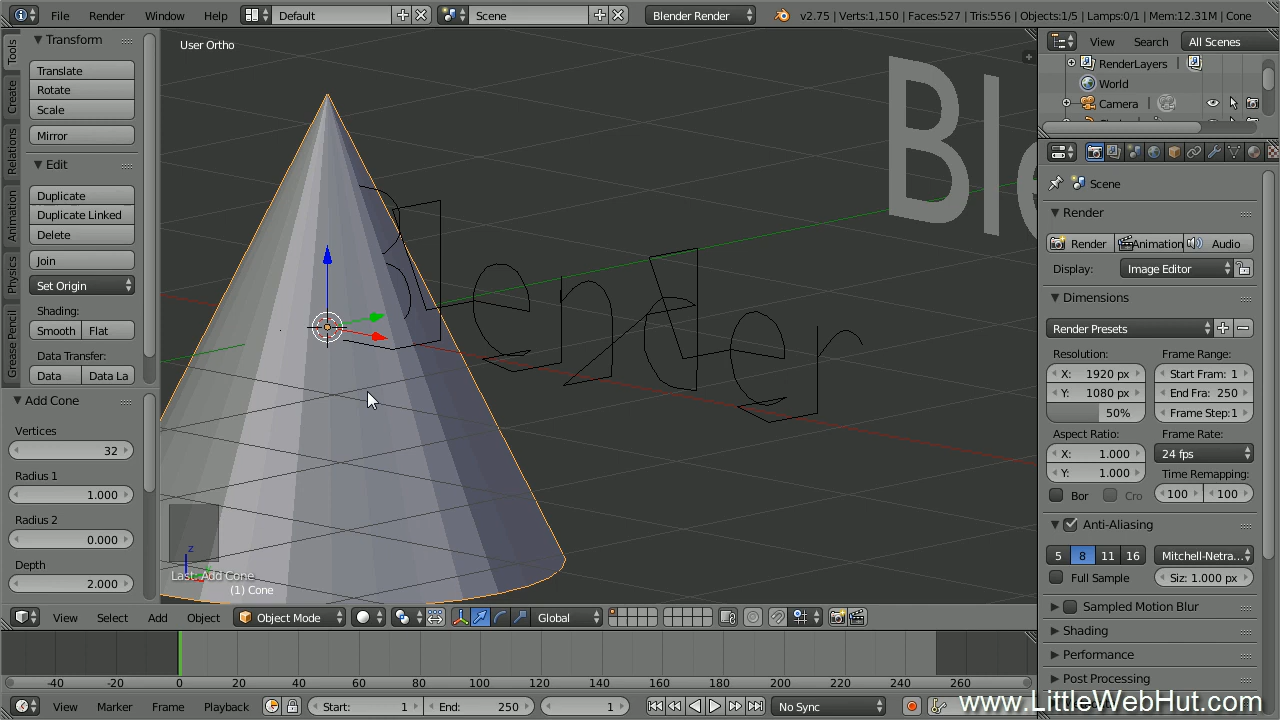 File Render Window Help Default Scene Blender Render v2.75 | Verts:1,150 | Faces:527 | Tris:556 | Objects:1/5 | Lamps:0/1 | Mem:12.31M | Cone
Tools
Create
Relations
Animation
Physics
Grease Pencil
Transform
Translate
Rotate
Scale
Mirror
Edit
Duplicate
Duplicate Linked
Delete
Join
Set Origin
Shading:
Smooth Flat
Data Transfer:
Data Data La
Add Cone
Vertices
32
Radius 1
1.000
Radius 2
0.000
Depth
2.000
User Ortho
Ble
Blender
z
Last: Add Cone
(1) Cone
View Select Add Object Object Mode Global
View Search All Scenes
RenderLayers
World
Camera
Scene
Render
Render Animation Audio
Display: Image Editor
Dimensions
Render Presets
Resolution: Frame Range:
X: 1920 px Start Fram: 1
Y: 1080 px End Fra: 250
50% Frame Step:1
Aspect Ratio: Frame Rate:
X: 1.000 24 fps
Y: 1.000 Time Remapping:
Bor Cro 100 100
Anti-Aliasing
5 8 11 16 Mitchell-Netra...
Full Sample Siz: 1.000 px
Sampled Motion Blur
Shading
Performance
Post Processing
-40 -20 0 20 40 60 80 100 120 140 160 180 200 220 240 260
View Marker Frame Playback Start: 1 End: 250 1 No Sync
www.LittleWebHut.com